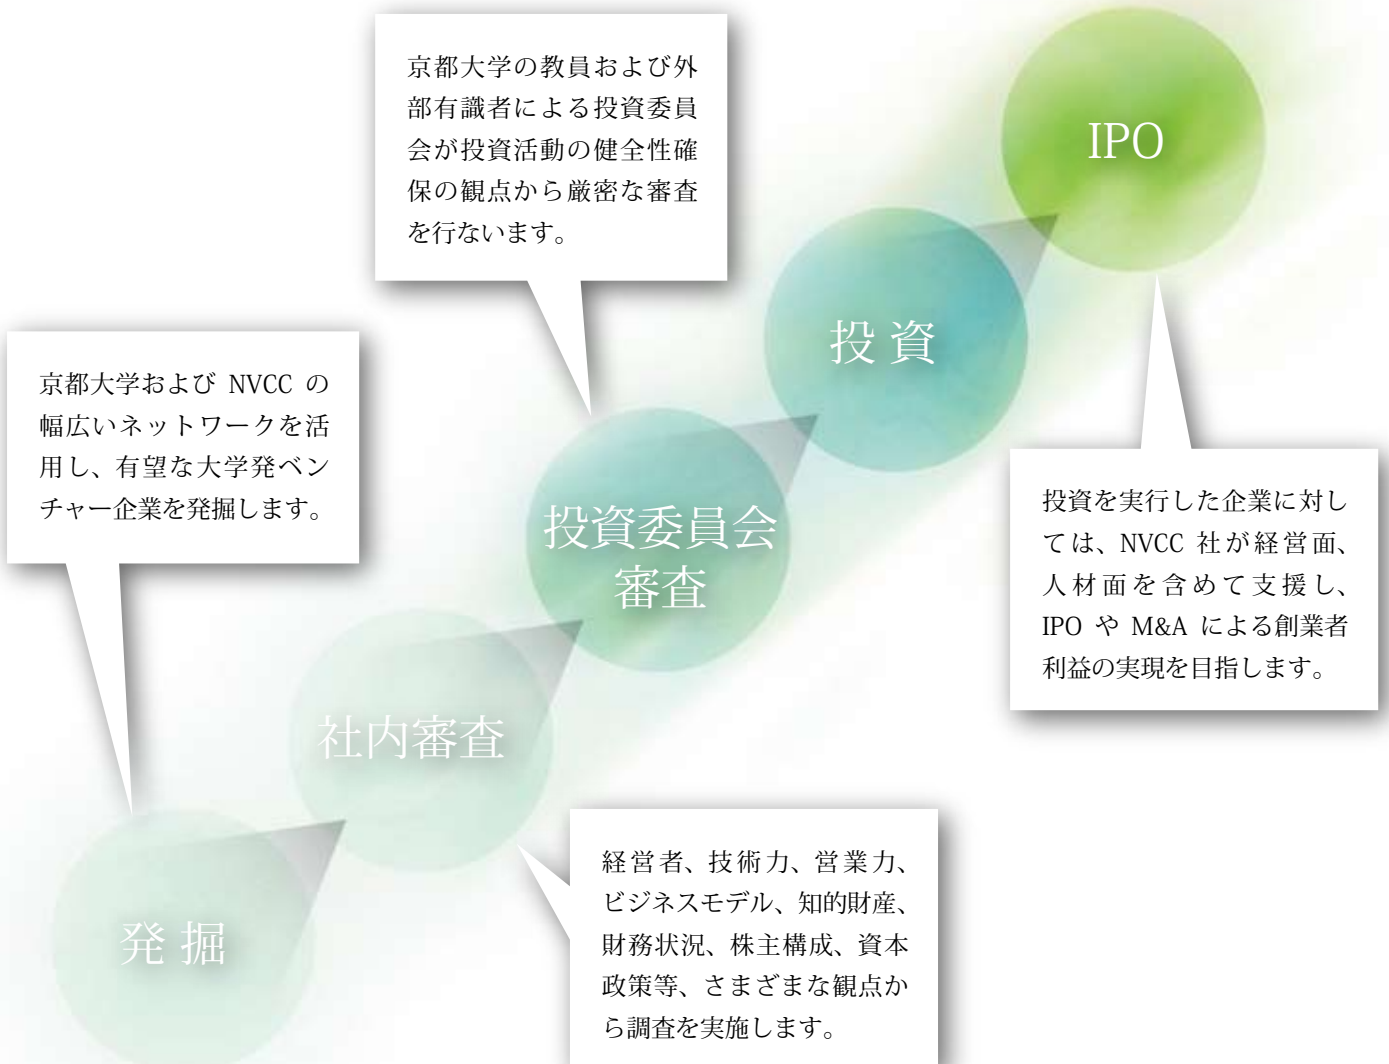 京都大学の教員および外
部有識者による投資委員
会が投資活動の健全性確
保の観点から厳密な審査
を行ないます。
IPO
投 資
京都大学および NVCC の
幅広いネットワークを活
用し、有望な大学発ベン
チャー企業を発掘します。
投資委員会
審査
投資を実行した企業に対し
ては、NVCC 社が経営面、
人材面を含めて支援し、
IPO や M&A による創業者
利益の実現を目指します。
社内審査
経営者、技術力、営業力、
ビジネスモデル、知的財産、
財務状況、株主構成、資本
政策等、さまざまな観点か
ら調査を実施します。
発 掘